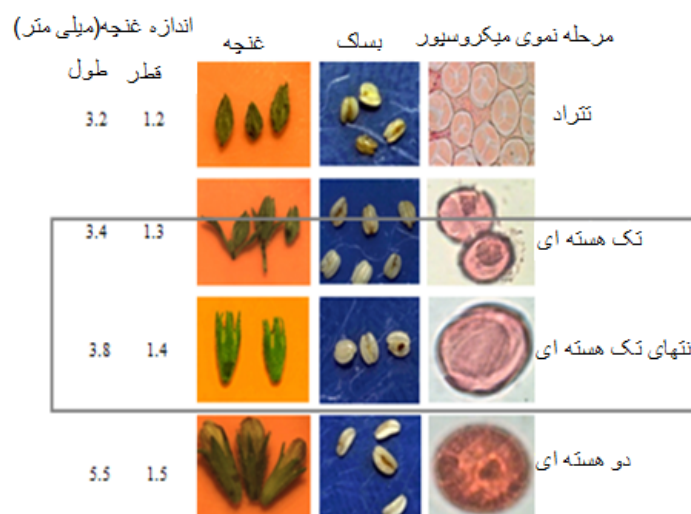 مرحله نموی میکروسپور بساک غنچه اندازه غنچه(میلی متر)
قطر طول
تتراد 1.2 3.2
تک هسته ای 1.3 3.4
نتهای تک هسته ای 1.4 3.8
دو هسته ای 1.5 5.5